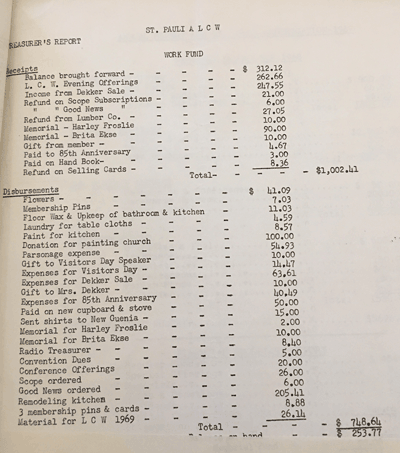 ST. PAULI A L C W
REASURER'S REPORT
WORK FUND
Receipts
Balance brought forward - - - - - $ 312.12
L. C. W. Evening Offerings - - - - 262.66
Income from Dekker Sale - - - - 247.55
Refund on Scope Subscriptions - - - - 21.00
" " Good News " - - - - 6.00
Refund from Lumber Co. - - - - - 27.05
Memorial - Harley Froslie - - - - 10.00
Memorial - Brita Ekse - - - - - 90.00
Gift from member - - - - - 10.00
Paid to 85th Anniversary - - - - 4.67
Paid on Hand Book- - - - - 3.00
Refund on Selling Cards - - - - 8.36
Total- - - - $1,002.41
Disbursements
Flowers - - - - - - - $ 41.09
Membership Pins - - - - - 7.03
Floor Wax & Upkeep of bathroom & kitchen - - 11.03
Laundry for table cloths - - - - 4.59
Paint for kitchen - - - - - 8.57
Donation for painting church - - - 100.00
Parsonage expense - - - - - 54.93
Gift to Visitors Day Speaker - - - 10.00
Expenses for Visitors Day - - - - 14.47
Expenses for Dekker Sale - - - - 63.61
Gift to Mrs. Dekker - - - - - 10.00
Expenses for 85th Anniversary - - - 40.49
Paid on new cupboard & stove - - - 50.00
Sent shirts to New Guenia - - - - 15.00
Memorial for Harley Froslie - - - 2.00
Memorial for Brita Ekse - - - - 10.00
Radio Treasurer - - - - - 8.40
Convention Dues - - - - - 5.00
Conference Offerings - - - - 20.00
Scope ordered - - - - - 26.00
Good News ordered - - - - - 6.00
Remodeling kitchen - - - - - 205.41
3 membership pins & cards - - - - 8.88
Material for L C W 1969 - - - - 26.14
Total - - - - $ 748.64
on hand - - - $ 253.77